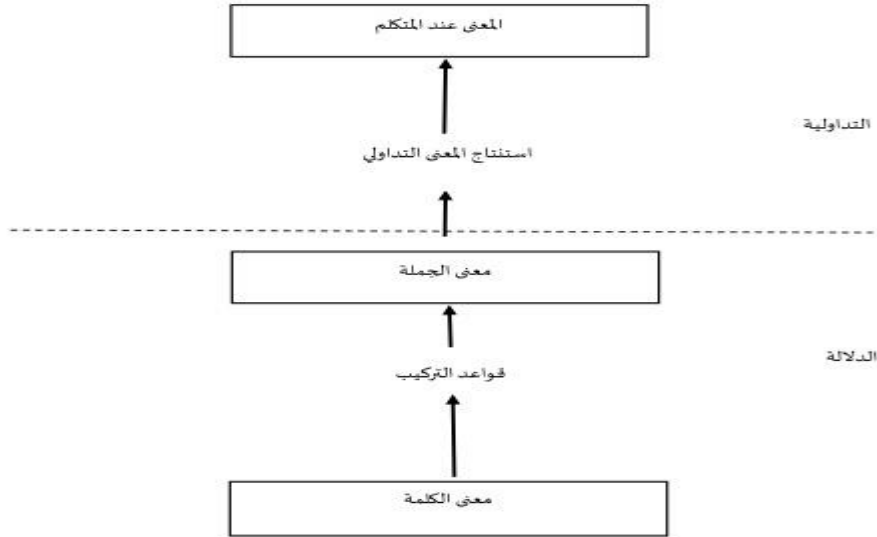 المعنى عند المتكلم
التداولية
استنتاج المعنى التداولي
معنى الجملة
الدلالة
قواعد التركيب
معنى الكلمة